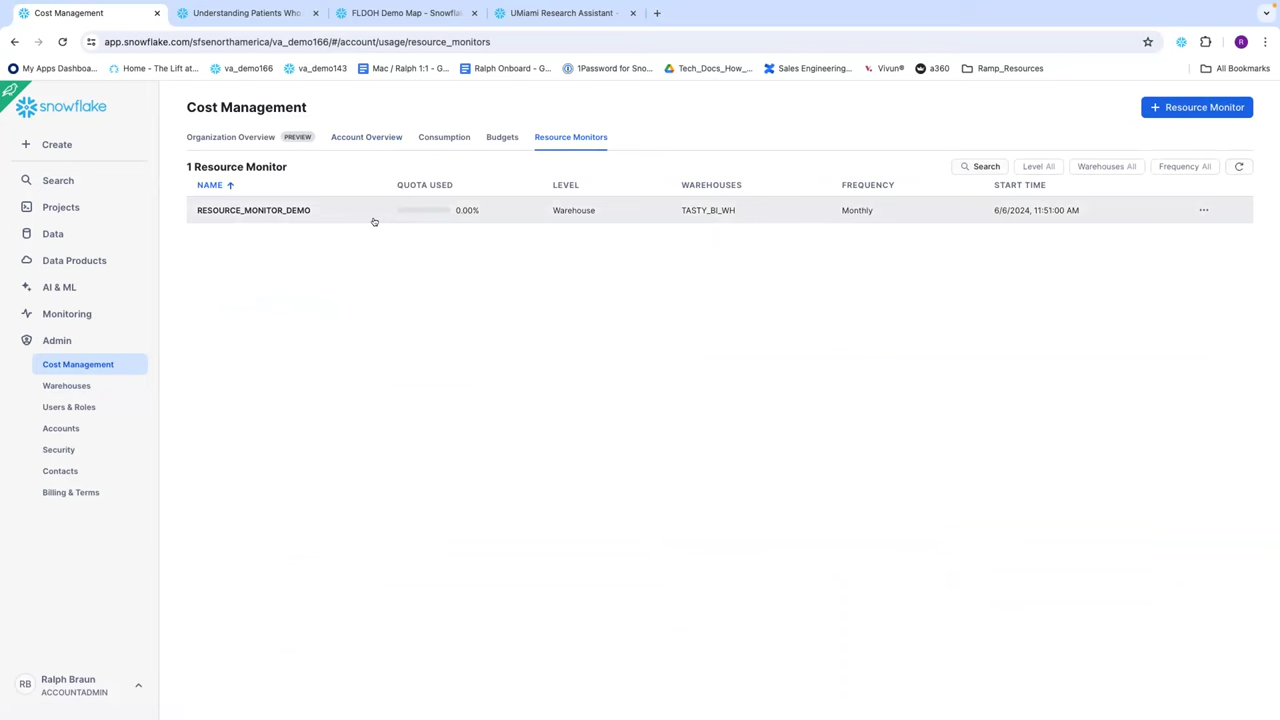 Cost Management
Understanding Patients Who
FLDOH Demo Map - Snowfla
UMiami Research Assistant -
app.snowflake.com/sfsenorthamerica/va_demo166/#/account/usage/resource_monitors
R
My Apps Dashboa...
Home - The Lift at...
va_demo166
va_demo143
Mac / Ralph 1:1 - G...
Ralph Onboard - G...
1Password for Sno...
Tech_Docs_How_...
Sales Engineering...
Vivun®
a360
Ramp_Resources
All Bookmarks
snowflake
Create
Search
Projects
Data
Data Products
AI & ML
Monitoring
Admin
Cost Management
Warehouses
Users & Roles
Accounts
Security
Contacts
Billing & Terms
RB
Ralph Braun
ACCOUNTADMIN
Cost Management
+ Resource Monitor
Organization Overview PREVIEW
Account Overview
Consumption
Budgets
Resource Monitors
1 Resource Monitor
Search
Level All
Warehouses All
Frequency All
NAME ↑ QUOTA USED LEVEL WAREHOUSES FREQUENCY START TIME
RESOURCE_MONITOR_DEMO 0.00% Warehouse TASTY_BI_WH Monthly 6/6/2024, 11:51:00 AM ...